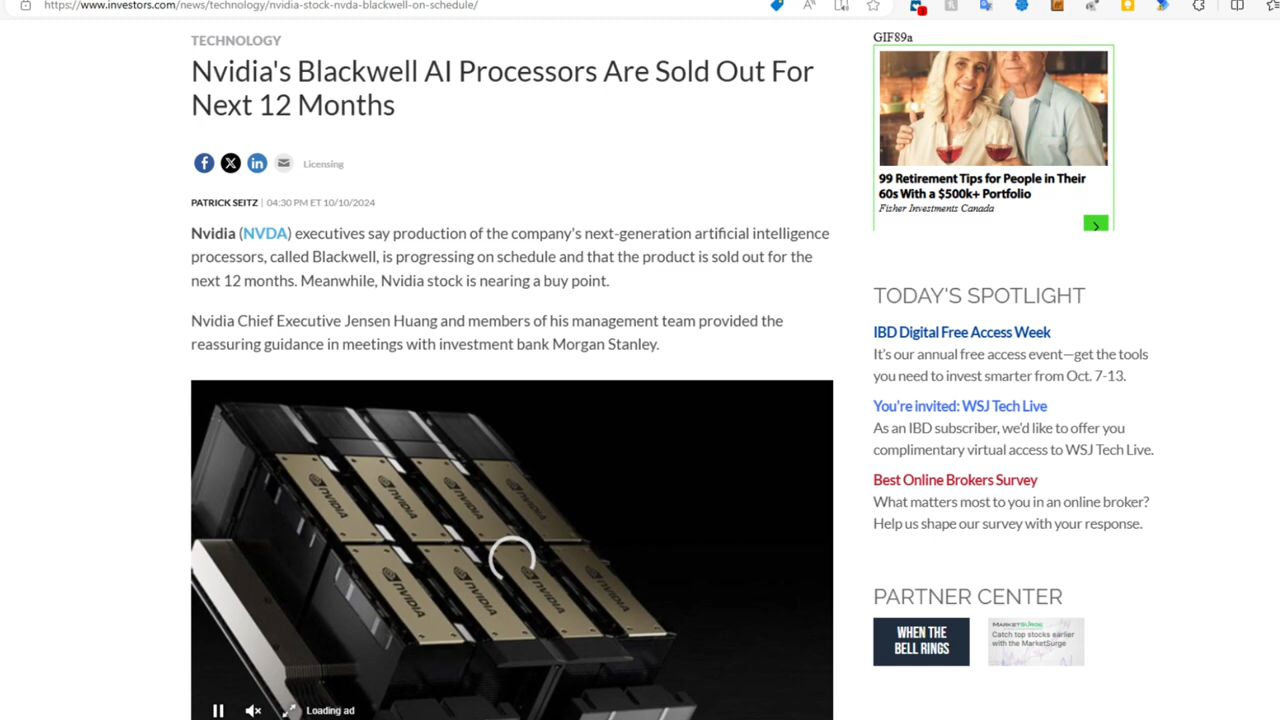 https://www.investors.com/news/technology/nvidia-stock-nvda-blackwell-on-schedule/
TECHNOLOGY
Nvidia's Blackwell AI Processors Are Sold Out For
Next 12 Months
Licensing
PATRICK SEITZ | 04:30 PM ET 10/10/2024
Nvidia (NVDA) executives say production of the company's next-generation artificial intelligence
processors, called Blackwell, is progressing on schedule and that the product is sold out for the
next 12 months. Meanwhile, Nvidia stock is nearing a buy point.
Nvidia Chief Executive Jensen Huang and members of his management team provided the
reassuring guidance in meetings with investment bank Morgan Stanley.
NVIDIA
NVIDIA
NVIDIA
NVIDIA
NVIDIA
NVIDIA
NVIDIA
NVIDIA
Loading ad
GIF89a
99 Retirement Tips for People in Their
60s With a $500k+ Portfolio
Fisher Investments Canada
TODAY'S SPOTLIGHT
IBD Digital Free Access Week
It's our annual free access event—get the tools
you need to invest smarter from Oct. 7-13.
You're invited: WSJ Tech Live
As an IBD subscriber, we'd like to offer you
complimentary virtual access to WSJ Tech Live.
Best Online Brokers Survey
What matters most to you in an online broker?
Help us shape our survey with your response.
PARTNER CENTER
WHEN THE
BELL RINGS
MARKETSURGE
Catch top stocks earlier
with the MarketSurge